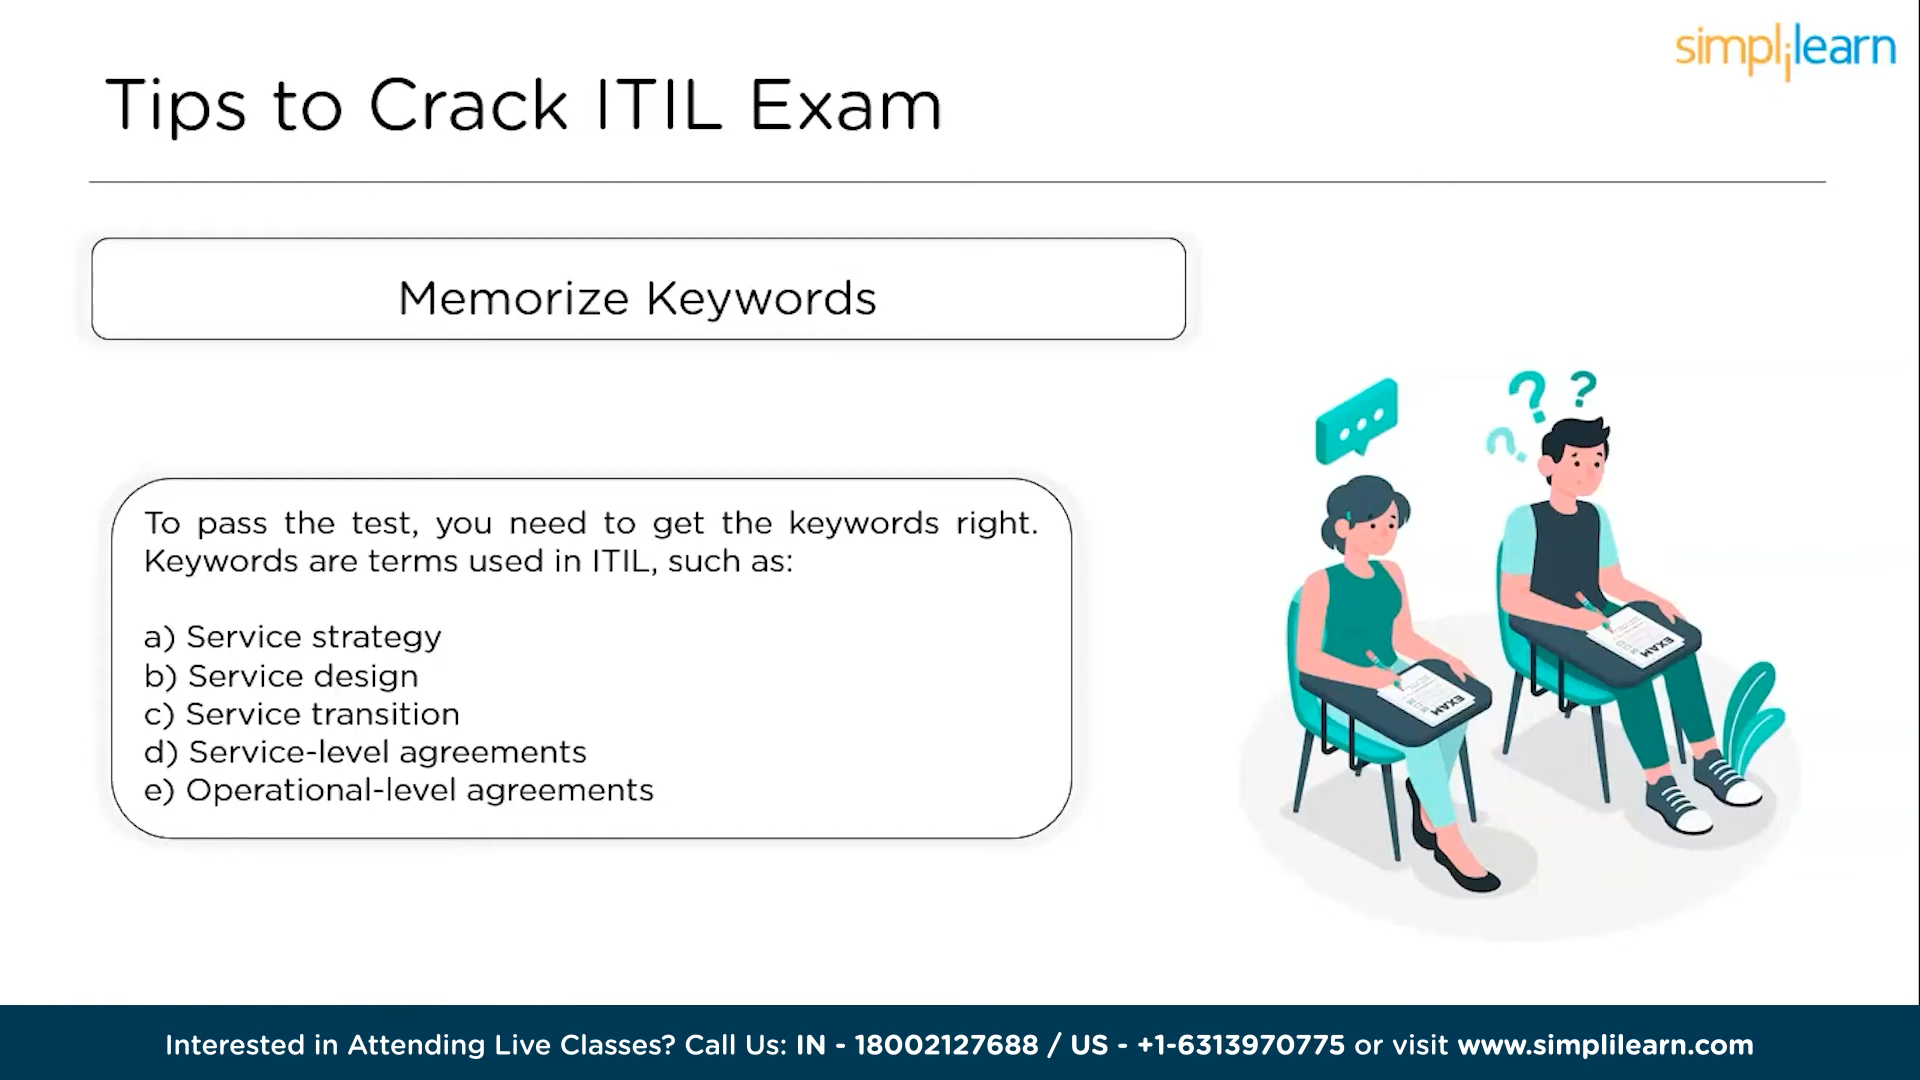 simplilearn
Tips to Crack ITIL Exam
Memorize Keywords
To pass the test, you need to get the keywords right.
Keywords are terms used in ITIL, such as:
a) Service strategy
b) Service design
c) Service transition
d) Service-level agreements
e) Operational-level agreements
? ?
?
EXAM
EXAM
Interested in Attending Live Classes? Call Us: IN - 18002127688 / US - +1-6313970775 or visit www.simplilearn.com